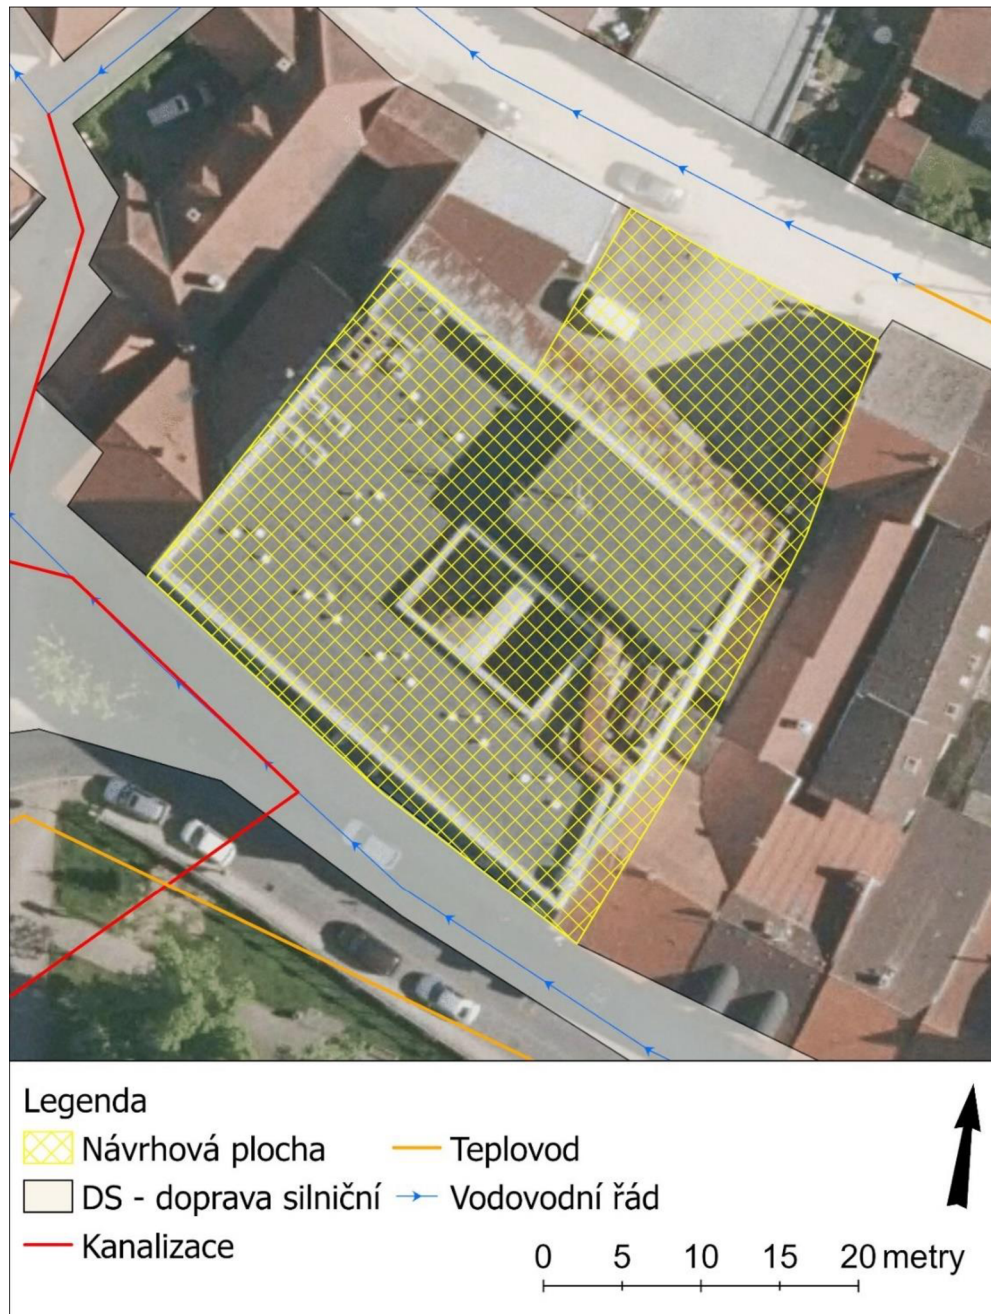 Legenda
Návrhová plocha
Teplovod
DS - doprava silniční
Vodovodní řád
Kanalizace
0 5 10 15 20 metry